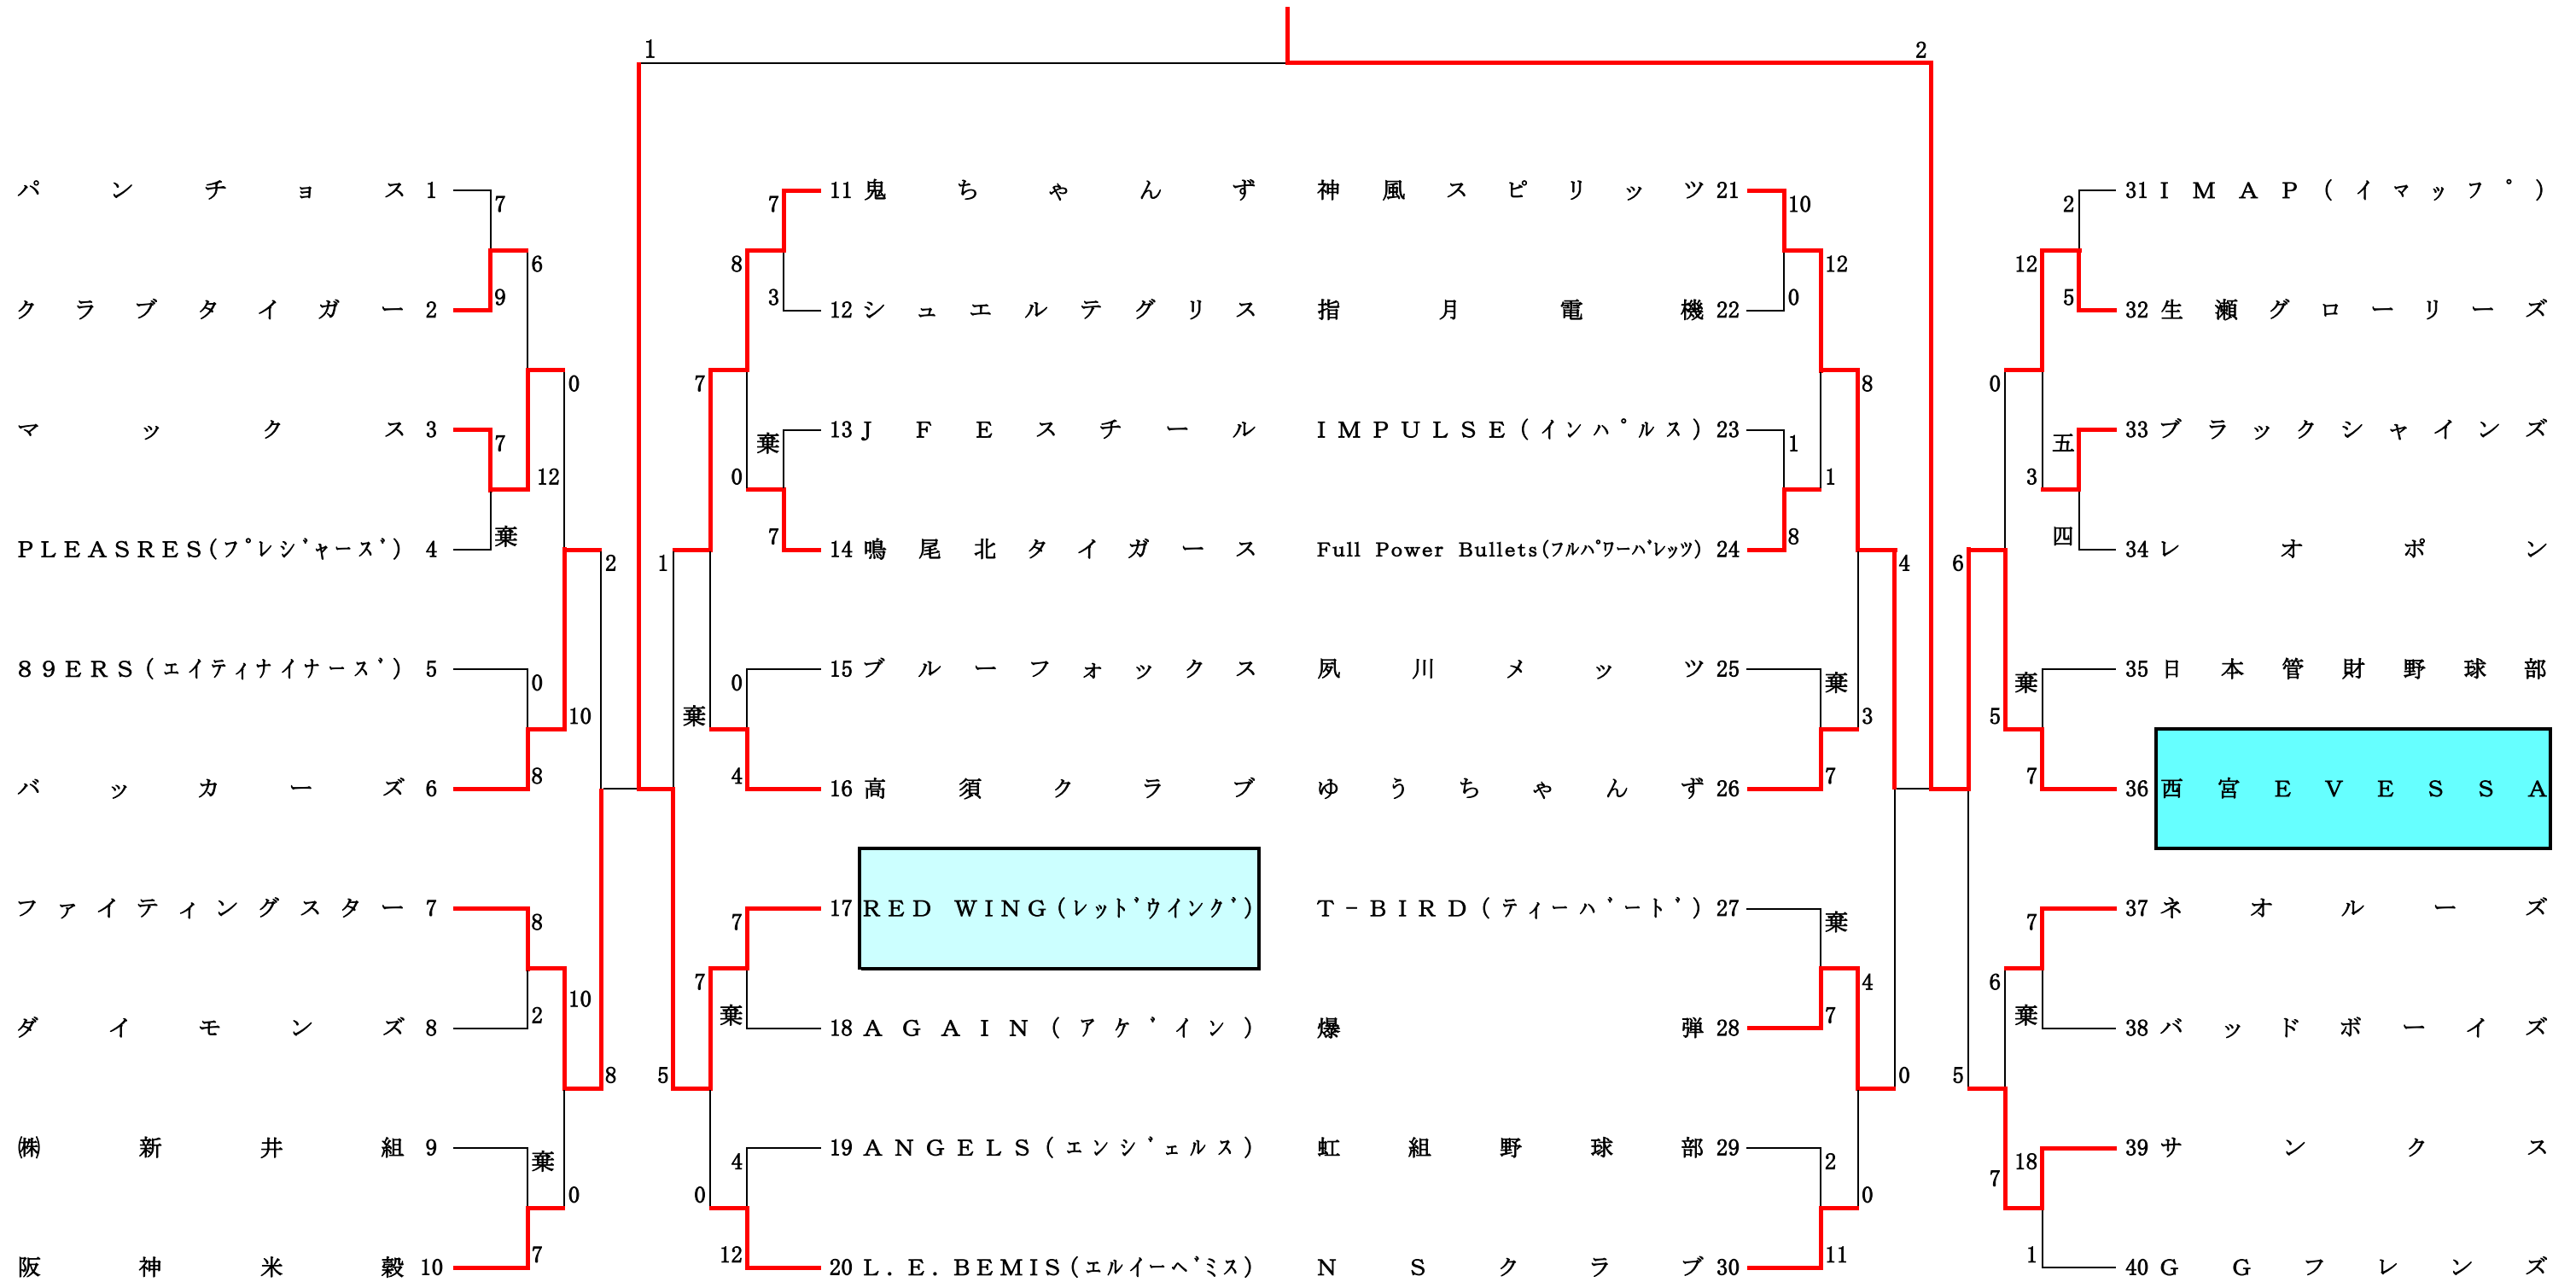 1 2
パンチョス 1 7 7 11 鬼ちゃんず 神風スピリッツ 21 10 2 31 IMAP(イマップ)
6 8 12 12
クラブタイガー 2 9 3 12 シュエルテグリス 指月電機 22 0 5 32 生瀬グローリーズ
0 7 8 0
マックス 3 7 棄 13 JFEスチール IMPULSE(インパルス) 23 1 五 33 ブラックシャインズ
12 0 1 3
PLEASRES(プレジャーズ) 4 棄 7 14 鳴尾北タイガース Full Power Bullets(フルパワーバレッツ) 24 8 四 34 レオポン
2 1 4 6
89ERS(エイティナイナーズ) 5 0 0 15 ブルーフォックス 夙川メッツ 25 棄 棄 35 日本管財野球部
10 棄 3 5
バッカーズ 6 8 4 16 高須クラブ ゆうちゃんず 26 7 7 36 西宮EVESSA
ファイティングスター 7 8 7 17 RED WING(レッドウイング) T-BIRD(ティーバード) 27 棄 7 37 ネオルーズ
10 7 4 6
ダイモンズ 8 2 棄 18 AGAIN(アゲイン) 爆弾 28 7 棄 38 バッドボーイズ
8 5 0 5
㈱新井組 9 棄 4 19 ANGELS(エンジェルス) 虹組野球部 29 2 18 39 サンクス
0 0 0 7
阪神米穀 10 7 12 20 L.E.BEMIS(エルイーベミス) NSクラブ 30 11 1 40 GGフレンズ